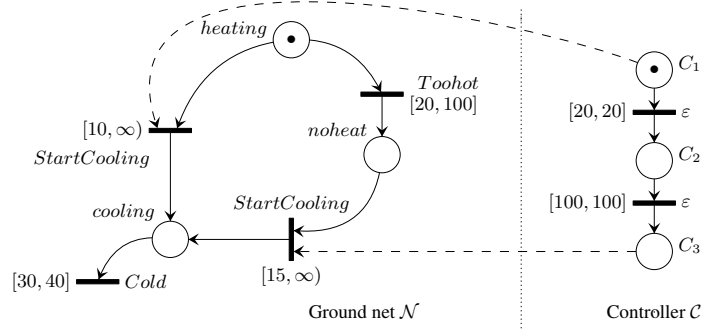 heating
C₁
Toohot
[20, 100]
[10, ∞)
StartCooling
[20, 20]
ε
noheat
C₂
StartCooling
[100, 100]
ε
cooling
C₃
[30, 40]
Cold
[15, ∞)
Ground net 𝒩
Controller 𝒞